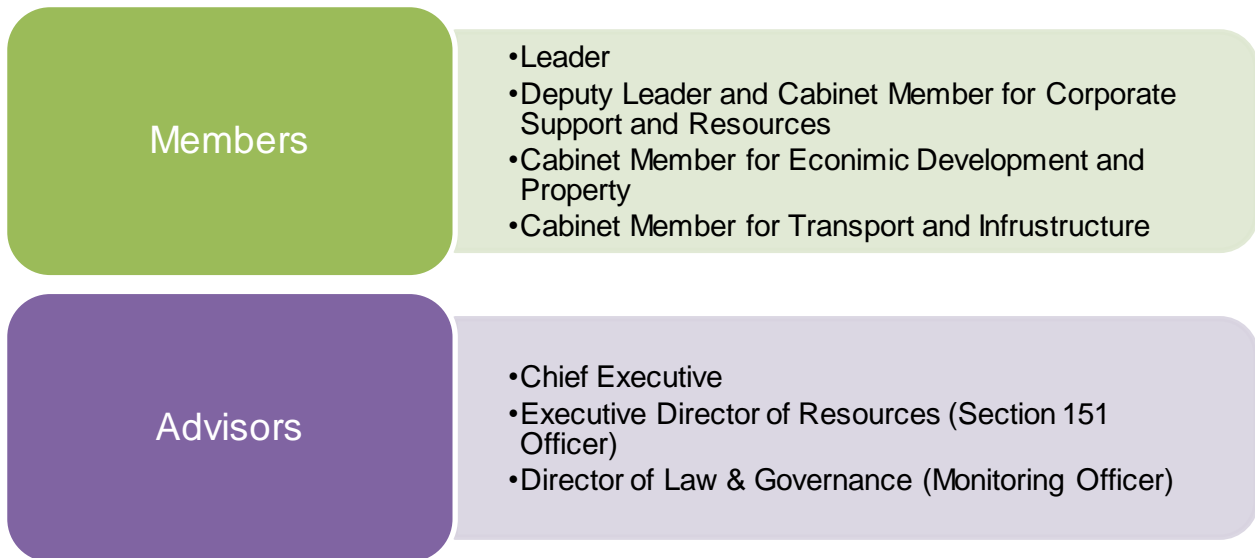 Members
•Leader
•Deputy Leader and Cabinet Member for Corporate
Support and Resources
•Cabinet Member for Econimic Development and
Property
•Cabinet Member for Transport and Infrustructure
Advisors
•Chief Executive
•Executive Director of Resources (Section 151
Officer)
•Director of Law & Governance (Monitoring Officer)